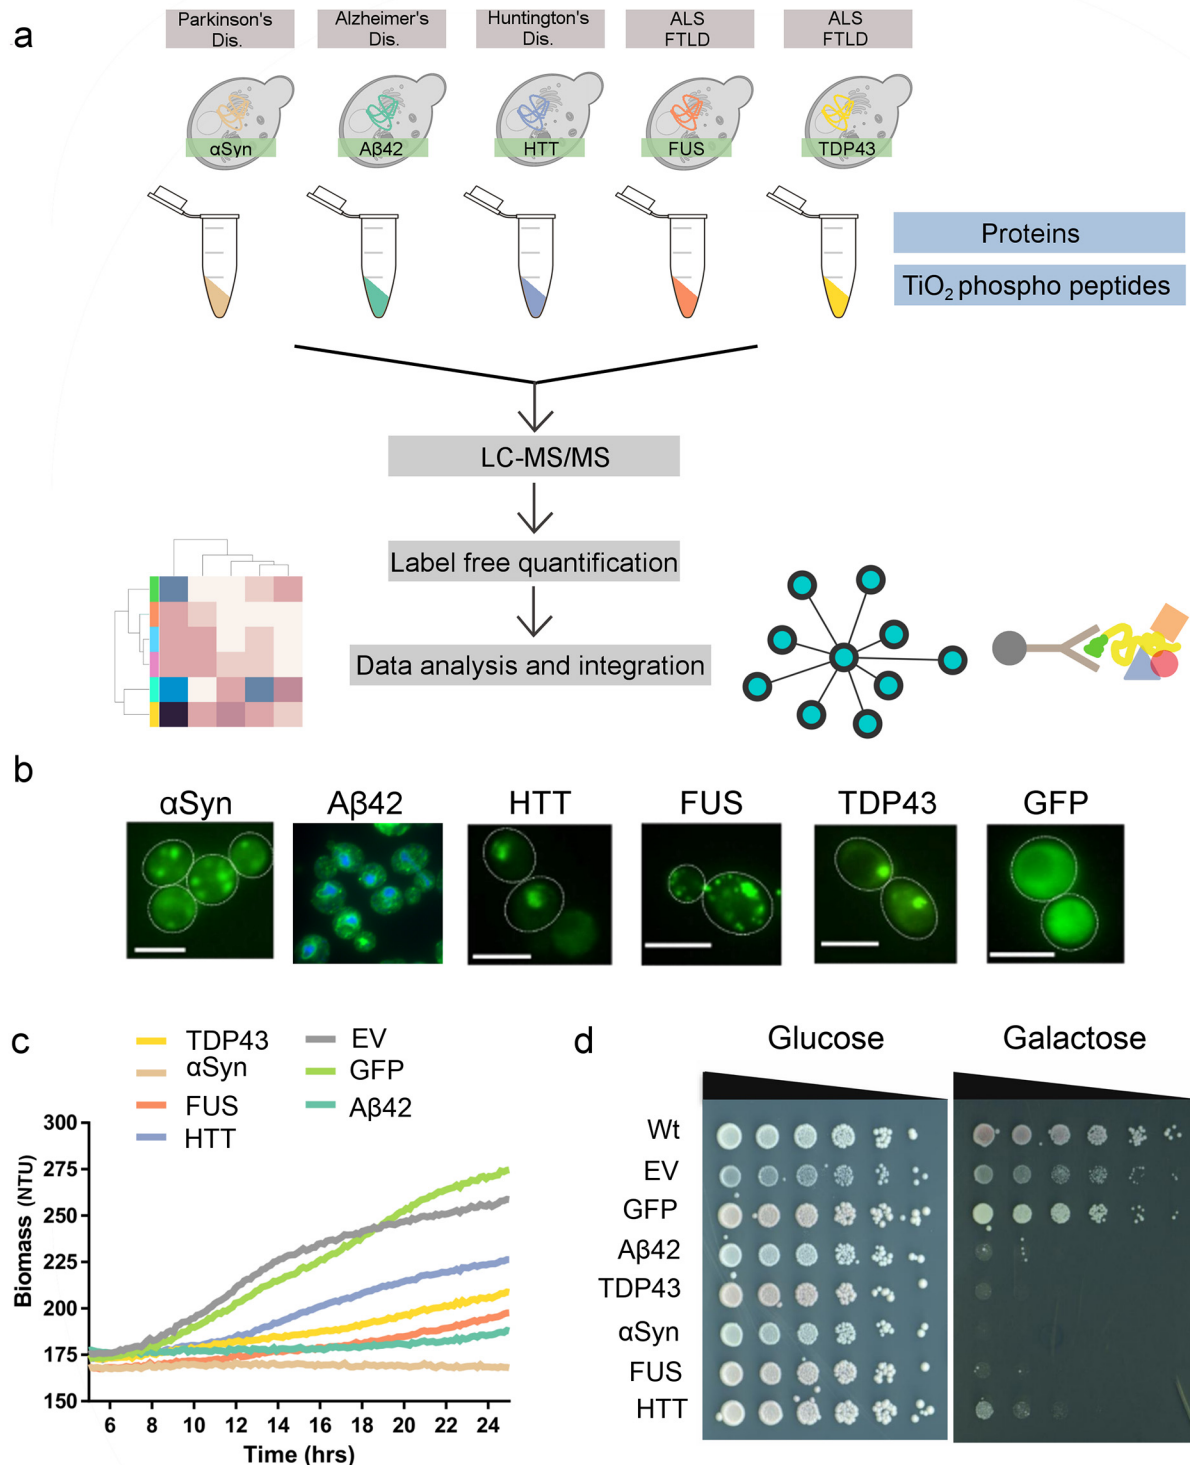 a
Parkinson's
Dis.
Alzheimer's
Dis.
Huntington's
Dis.
ALS
FTLD
ALS
FTLD
αSyn
Aβ42
HTT
FUS
TDP43
Proteins
TiO2 phospho peptides
LC-MS/MS
Label free quantification
Data analysis and integration
b
αSyn
Aβ42
HTT
FUS
TDP43
GFP
c
TDP43
αSyn
FUS
HTT
EV
GFP
Aβ42
300
275
250
225
200
175
150
Biomass (NTU)
6 8 10 12 14 16 18 20 22 24
Time (hrs)
d
Glucose
Galactose
Wt
EV
GFP
Aβ42
TDP43
αSyn
FUS
HTT